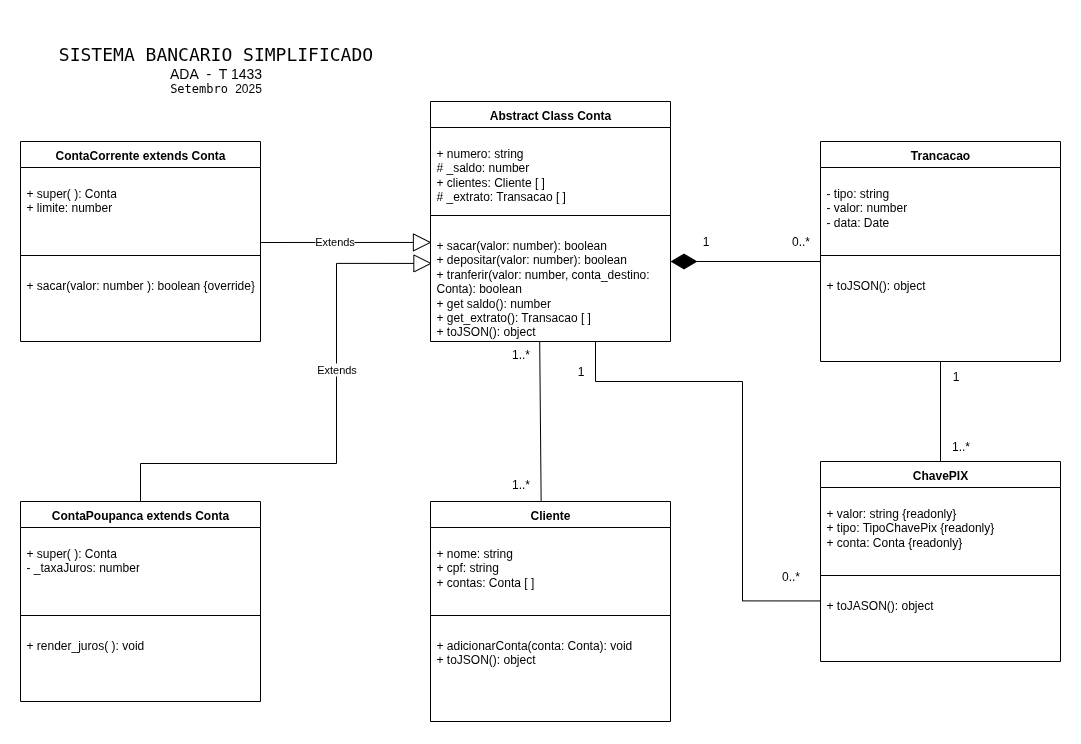 SISTEMA BANCARIO SIMPLIFICADO
ADA - T 1433
Setembro 2025
ContaCorrente extends Conta
+ super( ): Conta
+ limite: number
+ sacar(valor: number ): boolean {override}
Extends
Abstract Class Conta
+ numero: string
# _saldo: number
+ clientes: Cliente [ ]
# _extrato: Transacao [ ]
+ sacar(valor: number): boolean
+ depositar(valor: number): boolean
+ tranferir(valor: number, conta_destino:
Conta): boolean
+ get saldo(): number
+ get_extrato(): Transacao [ ]
+ toJSON(): object
1
0..*
Trancacao
- tipo: string
- valor: number
- data: Date
+ toJSON(): object
1..*
1
Extends
1
1..*
1..*
0..*
ContaPoupanca extends Conta
+ super( ): Conta
- _taxaJuros: number
+ render_juros( ): void
Cliente
+ nome: string
+ cpf: string
+ contas: Conta [ ]
+ adicionarConta(conta: Conta): void
+ toJSON(): object
ChavePIX
+ valor: string {readonly}
+ tipo: TipoChavePix {readonly}
+ conta: Conta {readonly}
+ toJASON(): object